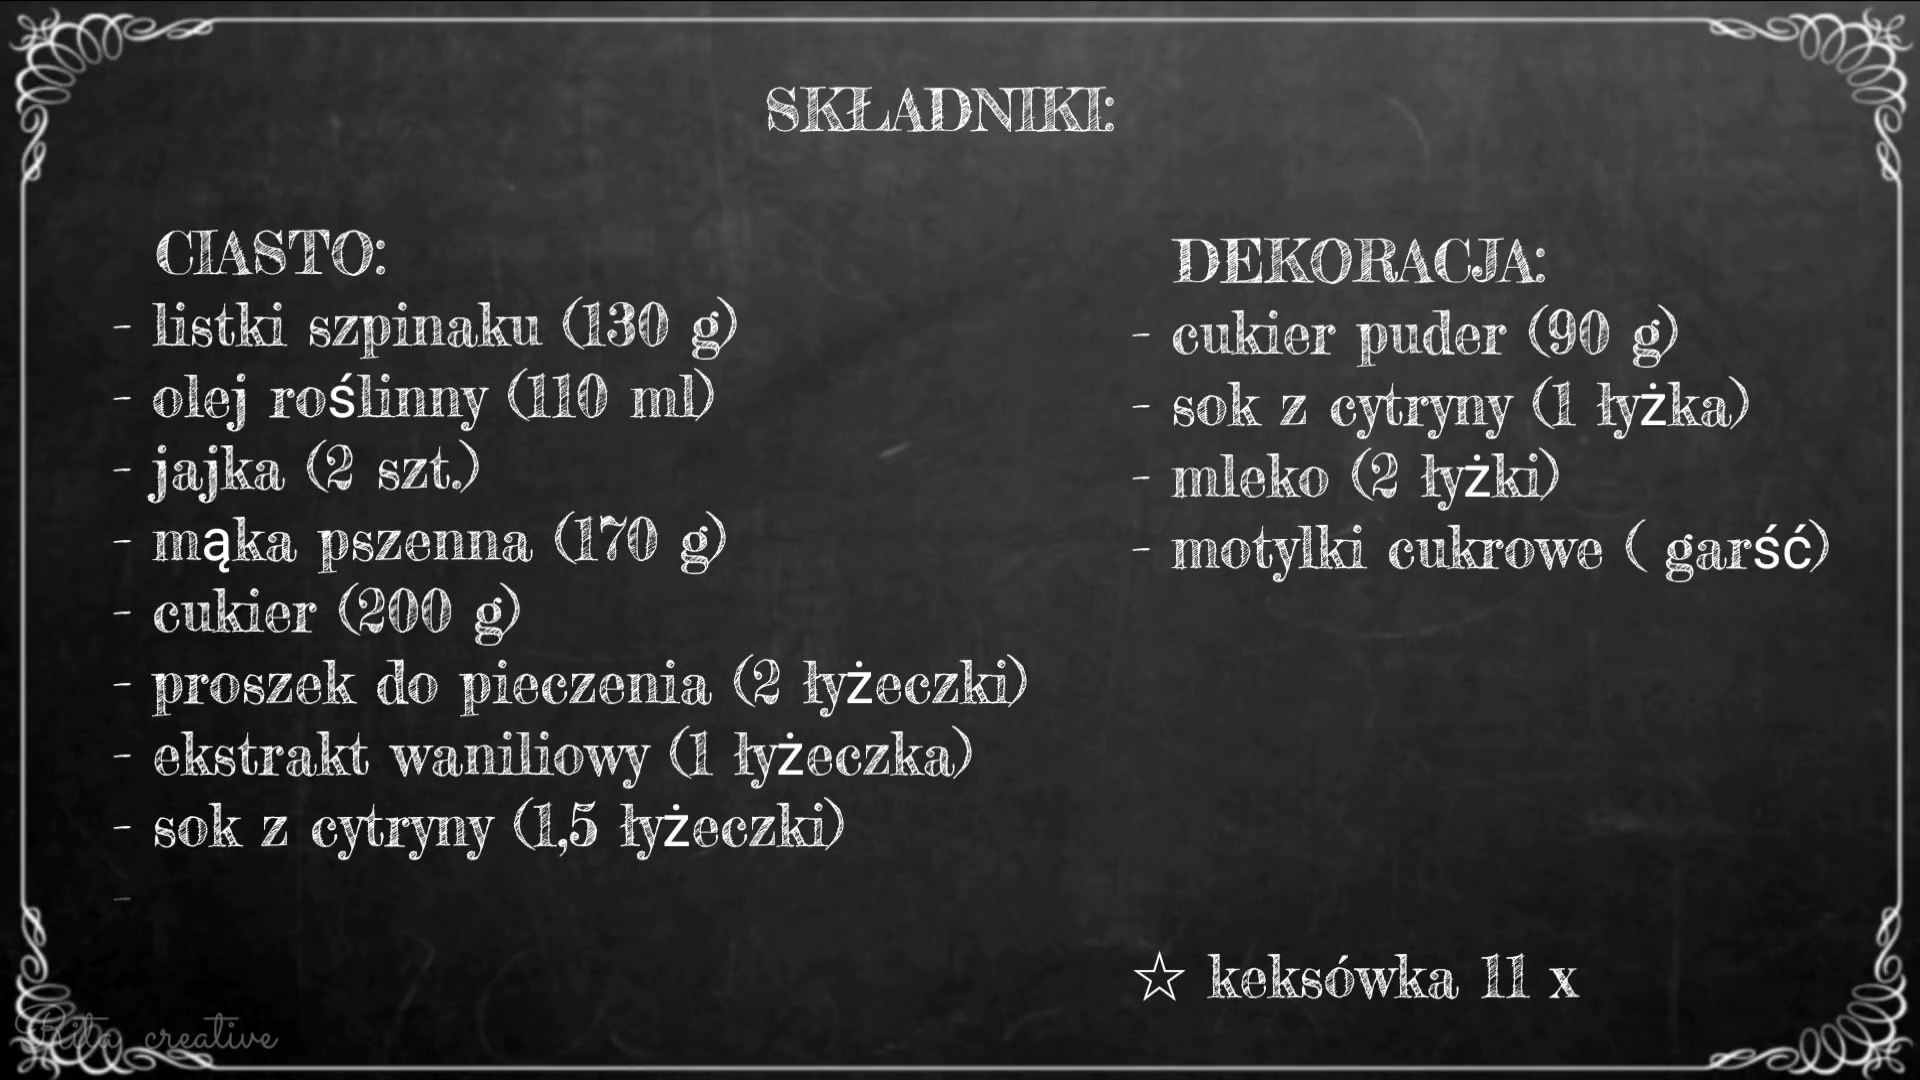 SKŁADNIKI:
CIASTO:
- listki szpinaku (130 g)
- olej roślinny (110 ml)
- jajka (2 szt.)
- mąka pszenna (170 g)
- cukier (200 g)
- proszek do pieczenia (2 łyżeczki)
- ekstrakt waniliowy (1 łyżeczka)
- sok z cytryny (1,5 łyżeczki)
-
DEKORACJA:
- cukier puder (90 g)
- sok z cytryny (1 łyżka)
- mleko (2 łyżki)
- motylki cukrowe ( garść)
☆ keksówka 11 x
Rita creative